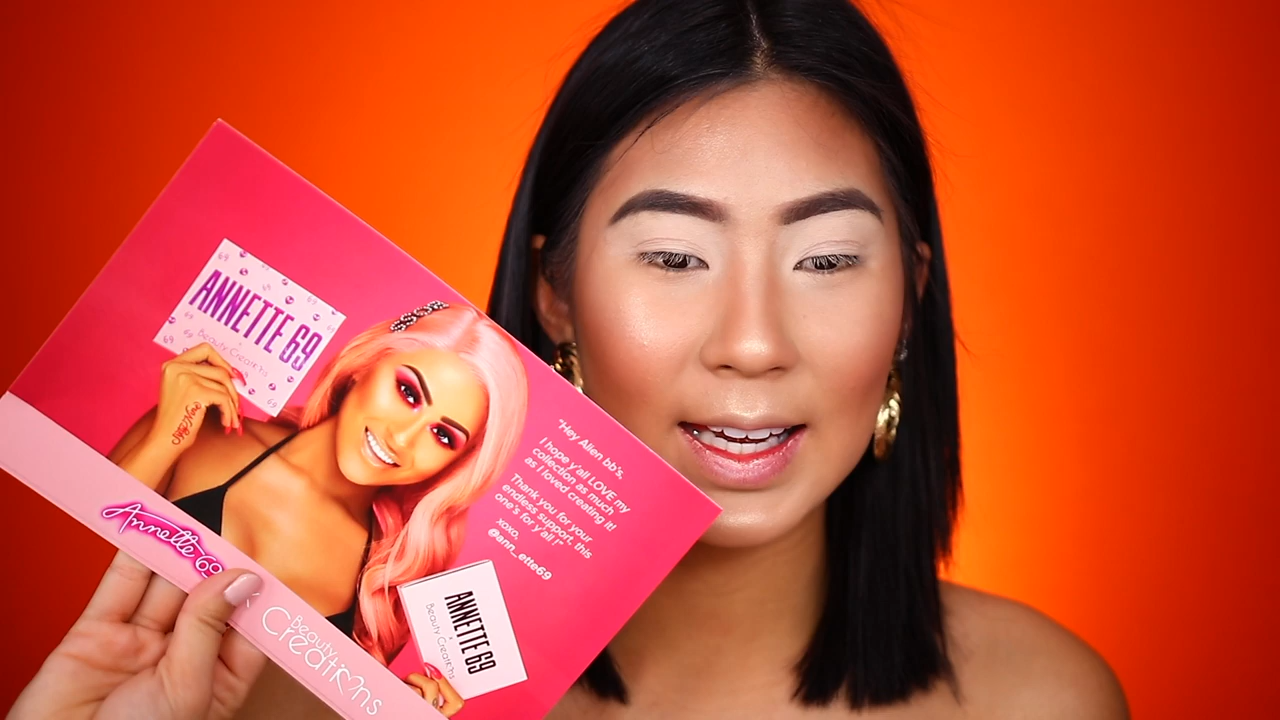 ANNETTE 69
x
Beauty Creations
"Hey Alien bb's,
I hope y'all LOVE my
collection as much
as I loved creating it!
Thank you for your
endless support, this
one's for y'all !"
xoxo,
@ann_ette69
Annette 69
x
Beauty
Creations
ANNETTE 69
x
Beauty Creations